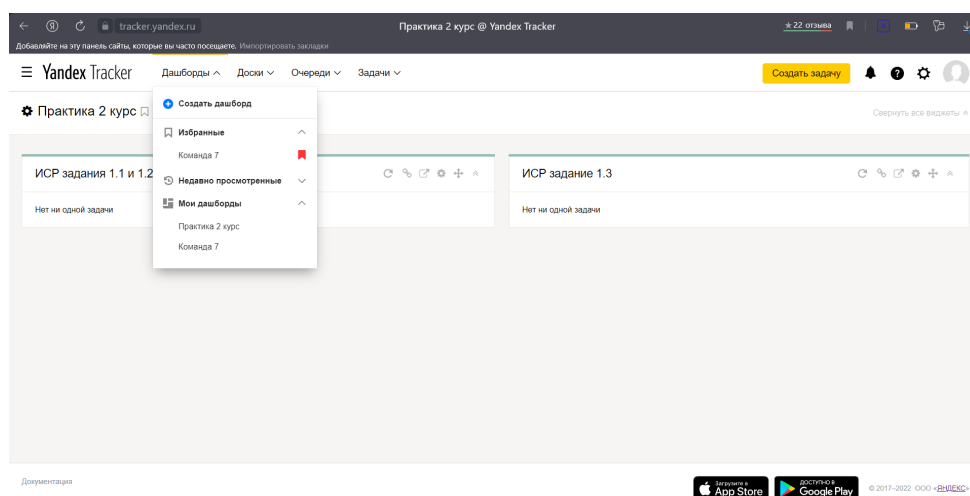 tracker.yandex.ru
Практика 2 курс @ Yandex Tracker
★22 отзыва
Добавляйте на эту панель сайты, которые вы часто посещаете. Импортировать закладки
Yandex Tracker
Дашборды
Доски
Очереди
Задачи
Создать задачу
Практика 2 курс
Свернуть все виджеты
Создать дашборд
Избранные
Команда 7
Недавно просмотренные
Мои дашборды
Практика 2 курс
Команда 7
ИСР задания 1.1 и 1.2
Нет ни одной задачи
ИСР задание 1.3
Нет ни одной задачи
Документация
Загрузите в
App Store
ДОСТУПНО В
Google Play
© 2017–2022 ООО «ЯНДЕКС»